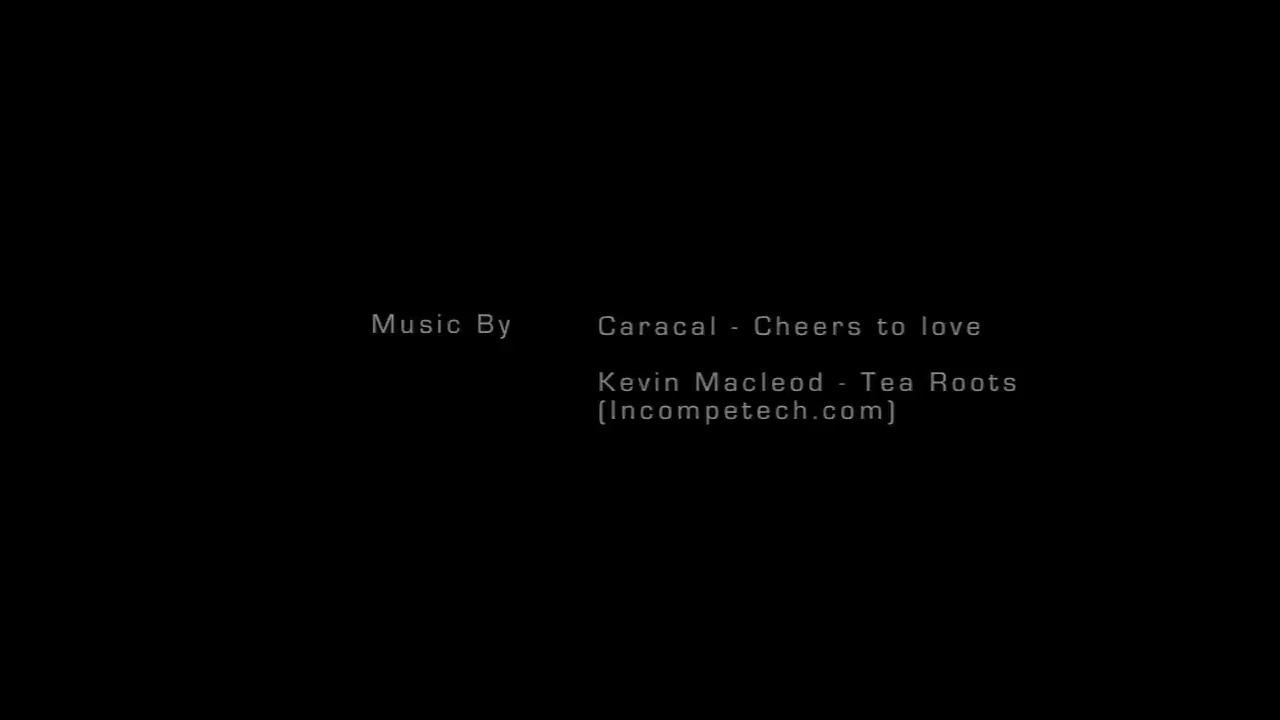 Music By
Caracal - Cheers to love
Kevin Macleod - Tea Roots
(Incompetech.com)